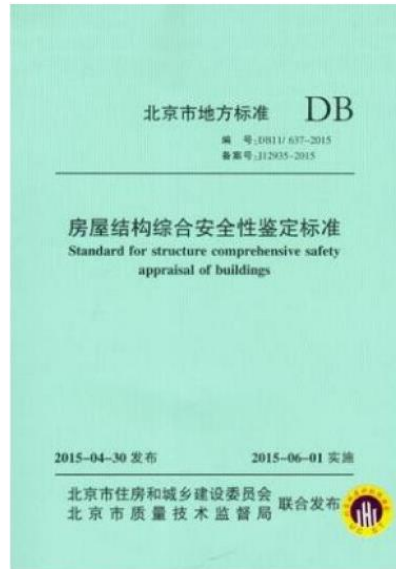 北京市地方标准 DB
编 号:DB11/ 637-2015
备案号:J12935-2015
房屋结构综合安全性鉴定标准
Standard for structure comprehensive safety
appraisal of buildings
2015-04-30 发布 2015-06-01 实施
北京市住房和城乡建设委员会
北京市质量技术监督局
联合发布